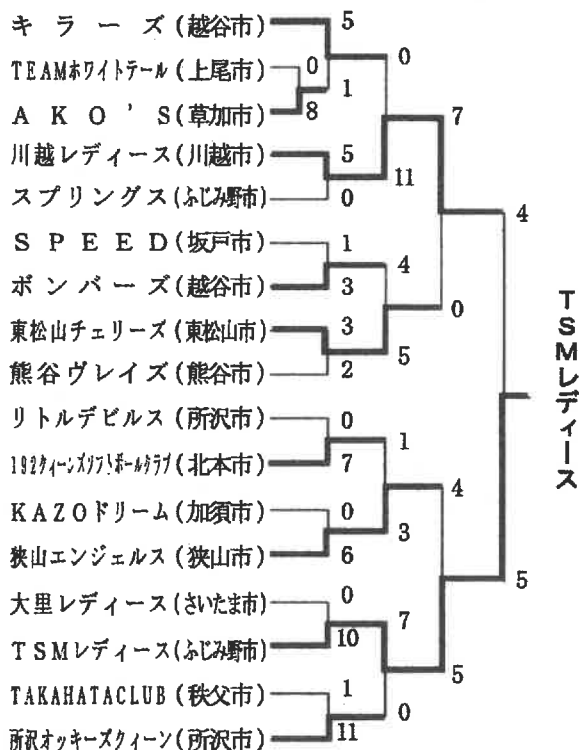 キラーズ(越谷市) 5
0
TEAMホワイトテール(上尾市) 0
1
AKO'S(草加市) 8
7
川越レディース(川越市) 5
11
スプリングス(ふじみ野市) 0
4
SPEED(坂戸市) 1
4
ボンバーズ(越谷市) 3
0
東松山チェリーズ(東松山市) 3
5
熊谷ヴレイズ(熊谷市) 2
TSMレディース
リトルデビルス(所沢市) 0
1
192クィーンズソフトボールクラブ(北本市) 7
4
KAZOドリーム(加須市) 0
3
狭山エンジェルス(狭山市) 6
5
大里レディース(さいたま市) 0
7
TSMレディース(ふじみ野市) 10
5
TAKAHATACLUB(秩父市) 1
0
所沢オッキーズクィーン(所沢市) 11